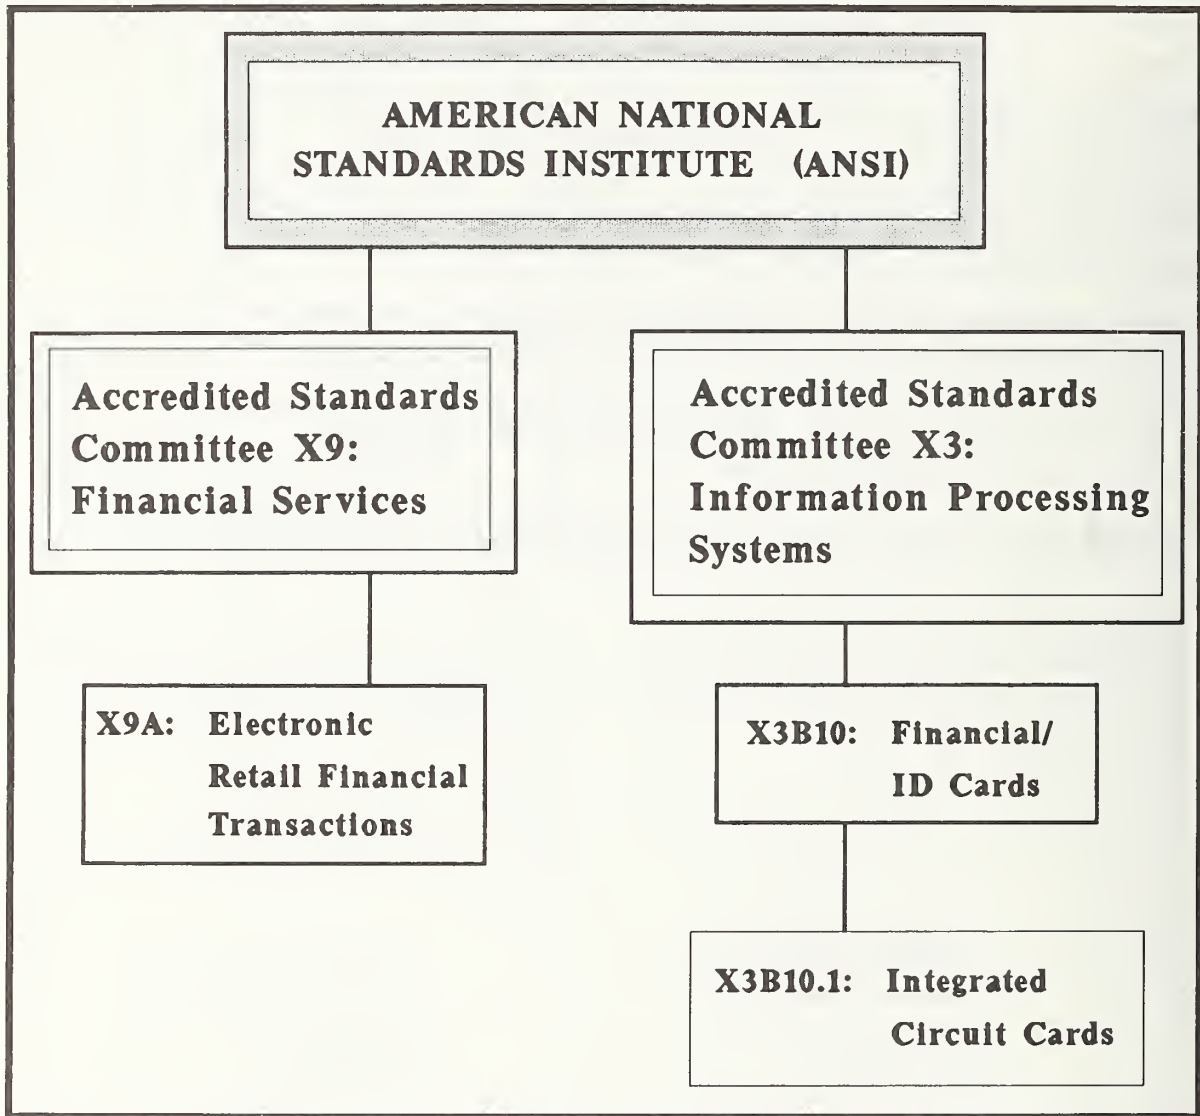 AMERICAN NATIONAL
STANDARDS INSTITUTE (ANSI)
Accredited Standards
Committee X9:
Financial Services
Accredited Standards
Committee X3:
Information Processing
Systems
X9A: Electronic
Retail Financial
Transactions
X3B10: Financial/
ID Cards
X3B10.1: Integrated
Circuit Cards